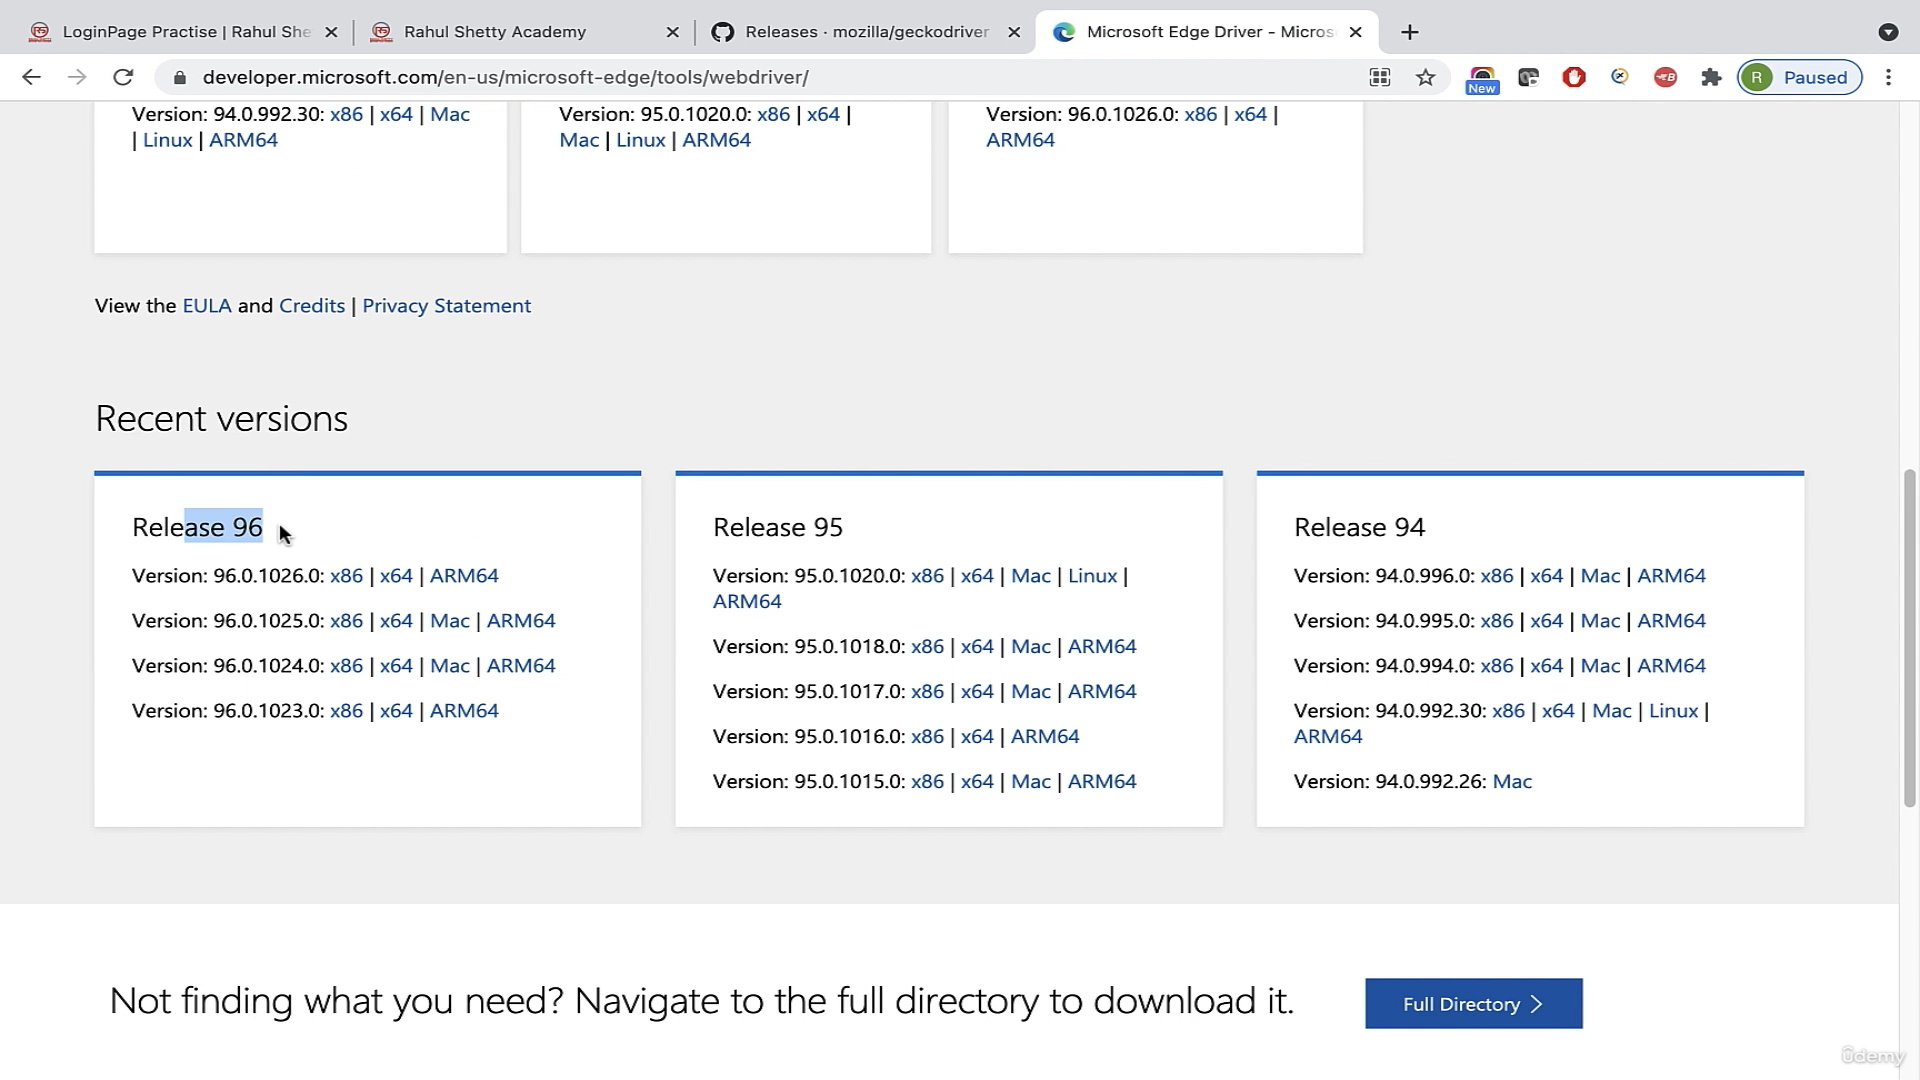 LoginPage Practise | Rahul She
Rahul Shetty Academy
Releases · mozilla/geckodriver
Microsoft Edge Driver - Micros
developer.microsoft.com/en-us/microsoft-edge/tools/webdriver/
New
R Paused
Version: 94.0.992.30: x86 | x64 | Mac
| Linux | ARM64
Version: 95.0.1020.0: x86 | x64 |
Mac | Linux | ARM64
Version: 96.0.1026.0: x86 | x64 |
ARM64
View the EULA and Credits | Privacy Statement
Recent versions
Release 96
Version: 96.0.1026.0: x86 | x64 | ARM64
Version: 96.0.1025.0: x86 | x64 | Mac | ARM64
Version: 96.0.1024.0: x86 | x64 | Mac | ARM64
Version: 96.0.1023.0: x86 | x64 | ARM64
Release 95
Version: 95.0.1020.0: x86 | x64 | Mac | Linux |
ARM64
Version: 95.0.1018.0: x86 | x64 | Mac | ARM64
Version: 95.0.1017.0: x86 | x64 | Mac | ARM64
Version: 95.0.1016.0: x86 | x64 | ARM64
Version: 95.0.1015.0: x86 | x64 | Mac | ARM64
Release 94
Version: 94.0.996.0: x86 | x64 | Mac | ARM64
Version: 94.0.995.0: x86 | x64 | Mac | ARM64
Version: 94.0.994.0: x86 | x64 | Mac | ARM64
Version: 94.0.992.30: x86 | x64 | Mac | Linux |
ARM64
Version: 94.0.992.26: Mac
Not finding what you need? Navigate to the full directory to download it.
Full Directory
ûdemy